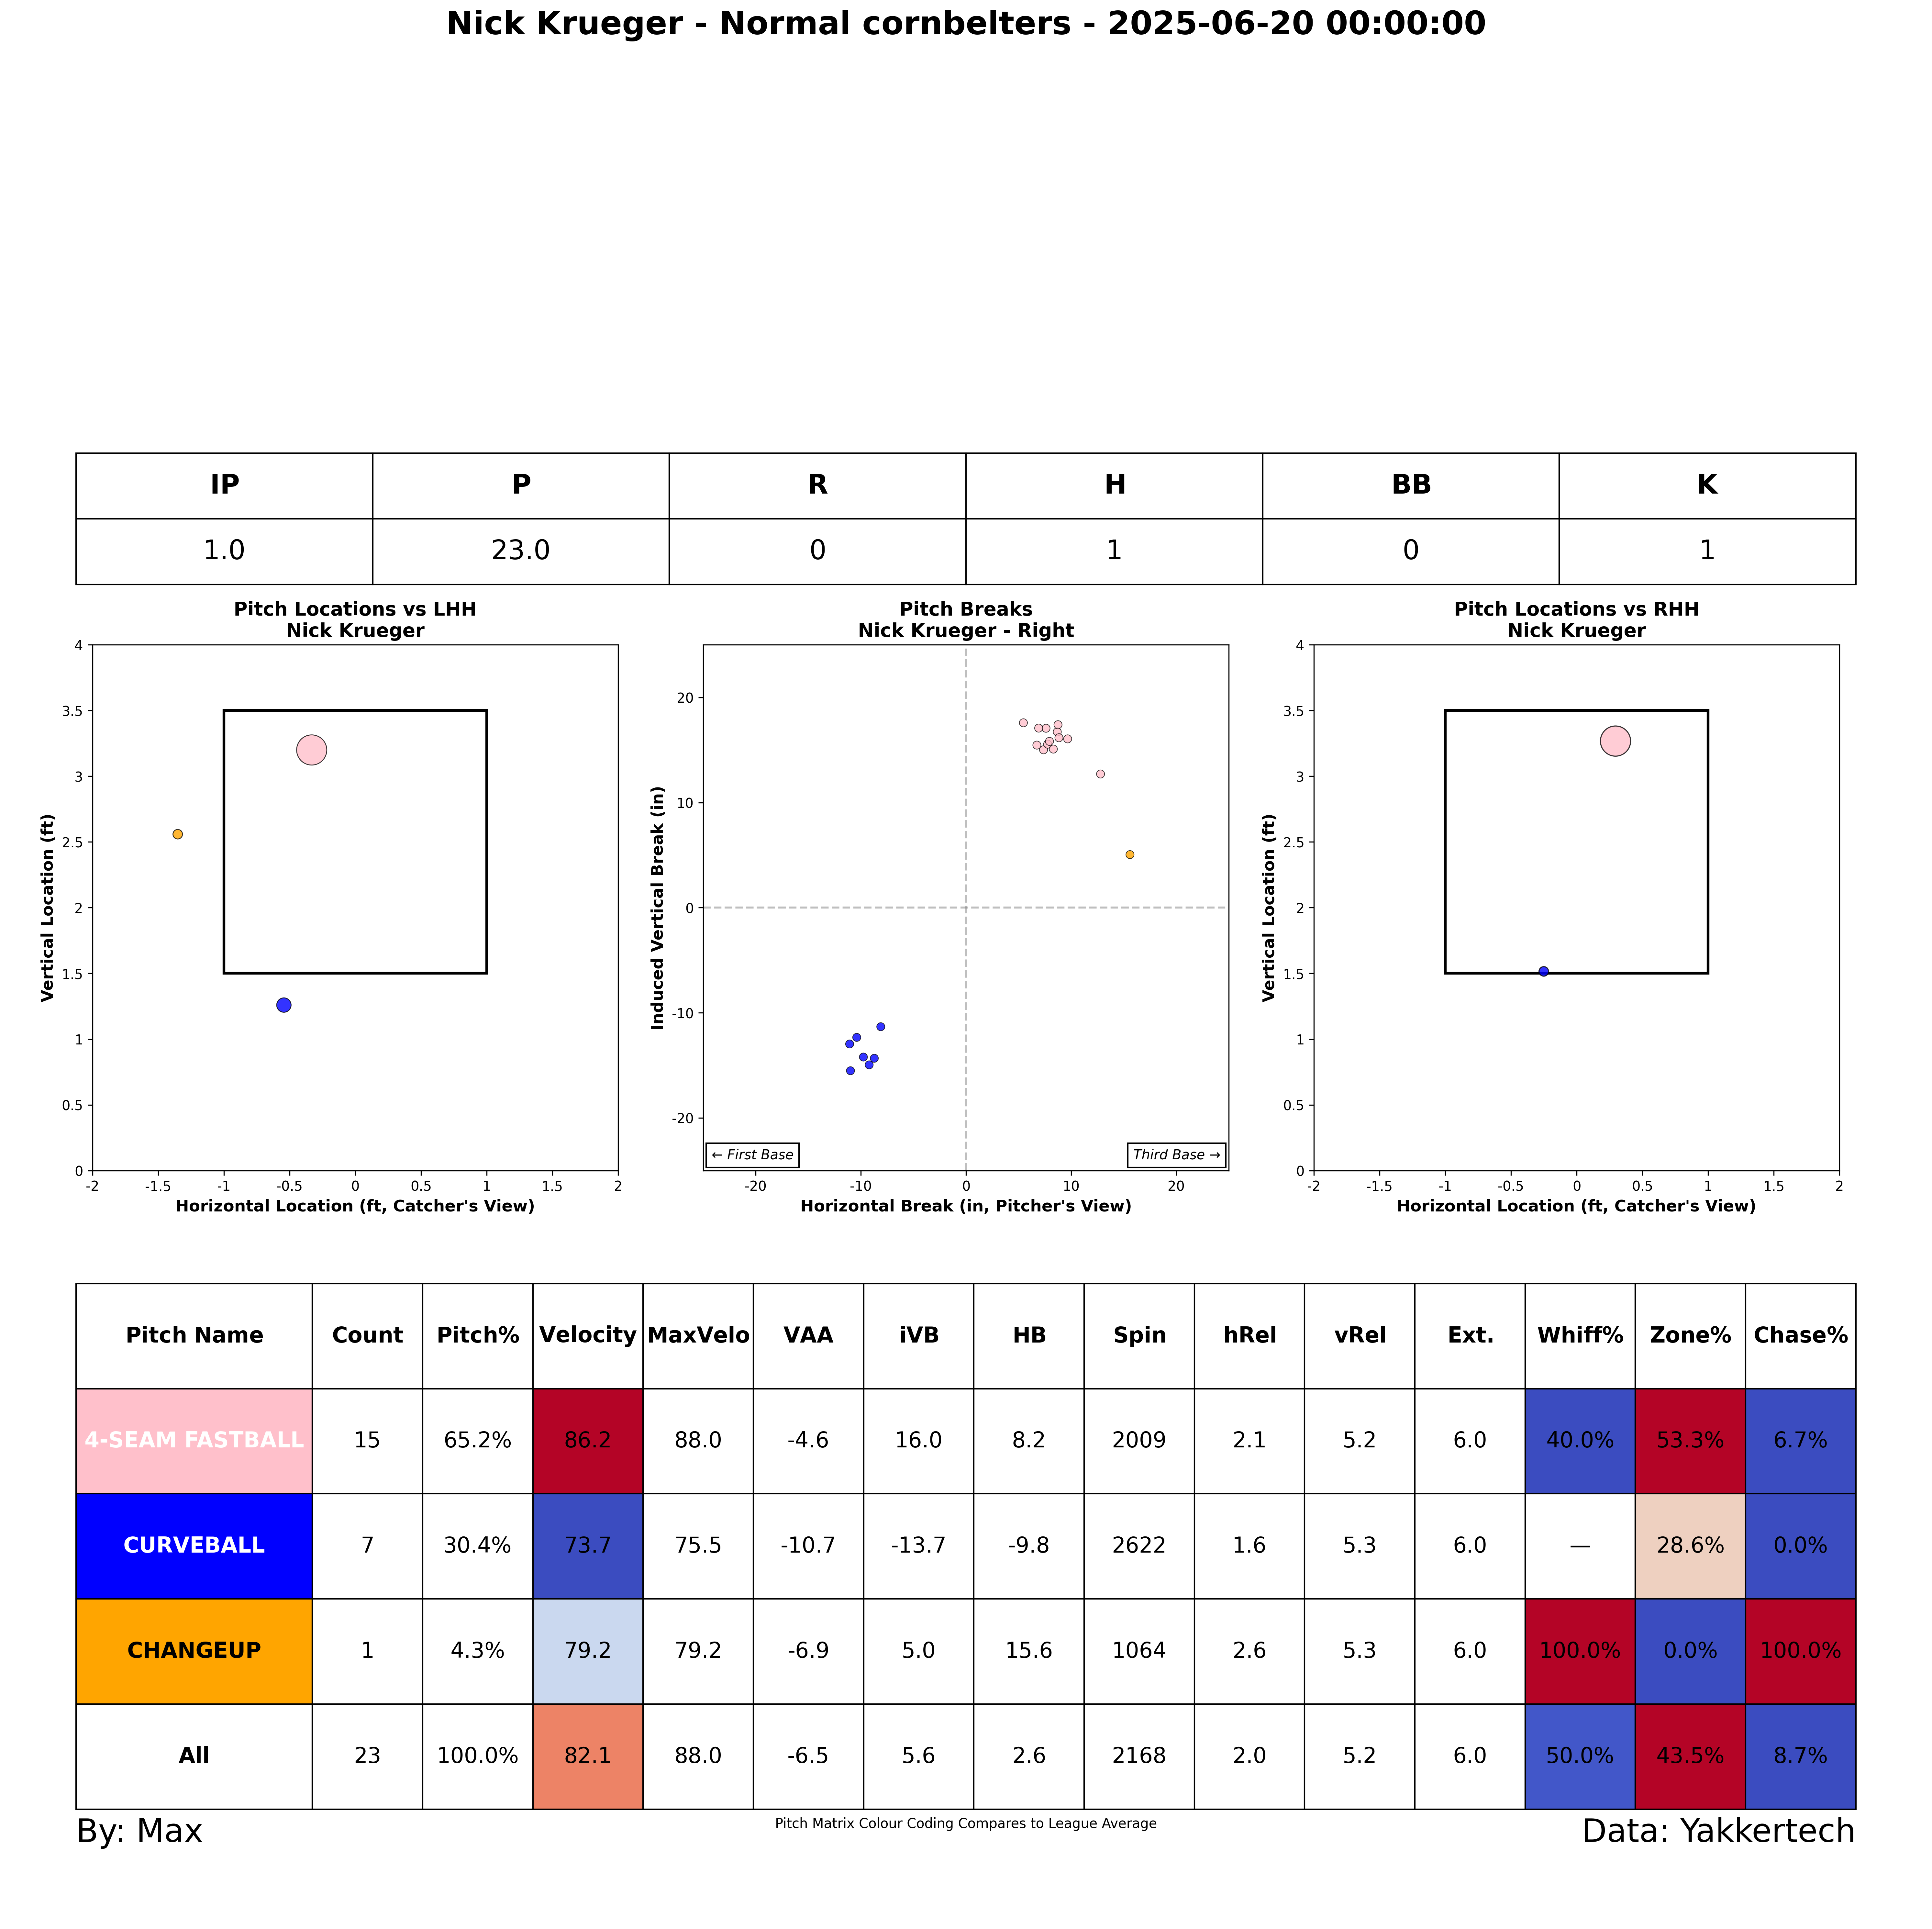 Nick Krueger - Normal cornbelters - 2025-06-20 00:00:00
IP P R H BB K
1.0 23.0 0 1 0 1
Pitch Locations vs LHH
Nick Krueger
4
3.5
3
2.5
2
1.5
1
0.5
0
-2 -1.5 -1 -0.5 0 0.5 1 1.5 2
Vertical Location (ft)
Horizontal Location (ft, Catcher's View)
Pitch Breaks
Nick Krueger - Right
20
10
0
-10
-20
← First Base
Third Base →
-20 -10 0 10 20
Induced Vertical Break (in)
Horizontal Break (in, Pitcher's View)
Pitch Locations vs RHH
Nick Krueger
4
3.5
3
2.5
2
1.5
1
0.5
0
-2 -1.5 -1 -0.5 0 0.5 1 1.5 2
Vertical Location (ft)
Horizontal Location (ft, Catcher's View)
Pitch Name Count Pitch% Velocity MaxVelo VAA iVB HB Spin hRel vRel Ext. Whiff% Zone% Chase%
4-SEAM FASTBALL 15 65.2% 86.2 88.0 -4.6 16.0 8.2 2009 2.1 5.2 6.0 40.0% 53.3% 6.7%
CURVEBALL 7 30.4% 73.7 75.5 -10.7 -13.7 -9.8 2622 1.6 5.3 6.0 — 28.6% 0.0%
CHANGEUP 1 4.3% 79.2 79.2 -6.9 5.0 15.6 1064 2.6 5.3 6.0 100.0% 0.0% 100.0%
All 23 100.0% 82.1 88.0 -6.5 5.6 2.6 2168 2.0 5.2 6.0 50.0% 43.5% 8.7%
By: Max
Pitch Matrix Colour Coding Compares to League Average
Data: Yakkertech